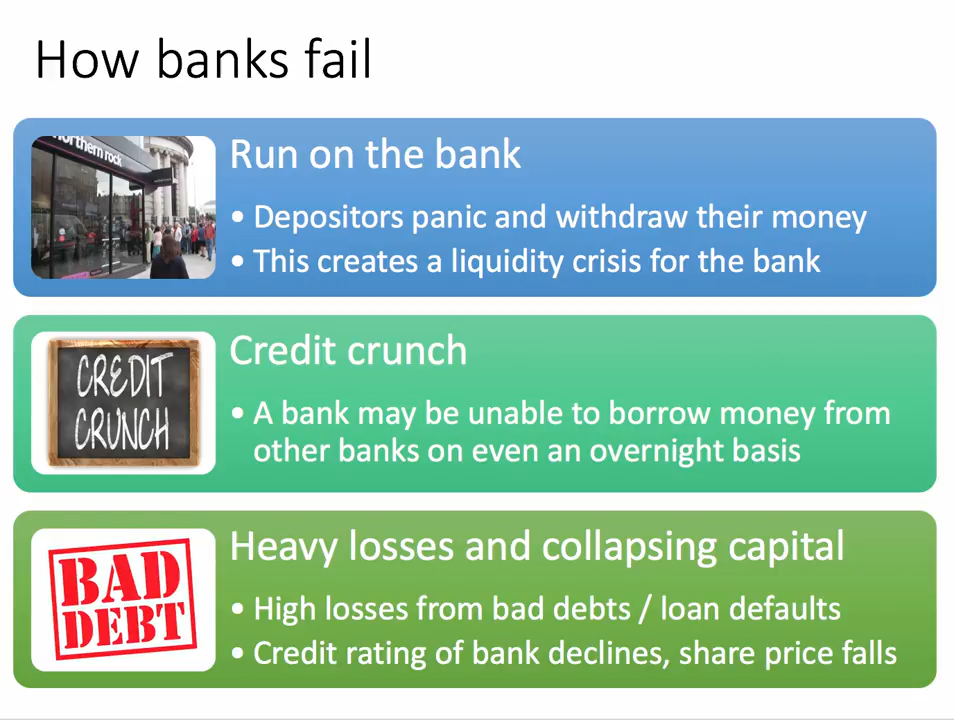 How banks fail
northern rock
Run on the bank
• Depositors panic and withdraw their money
• This creates a liquidity crisis for the bank
CREDIT
CRUNCH
Credit crunch
• A bank may be unable to borrow money from
other banks on even an overnight basis
BAD
DEBT
Heavy losses and collapsing capital
• High losses from bad debts / loan defaults
• Credit rating of bank declines, share price falls